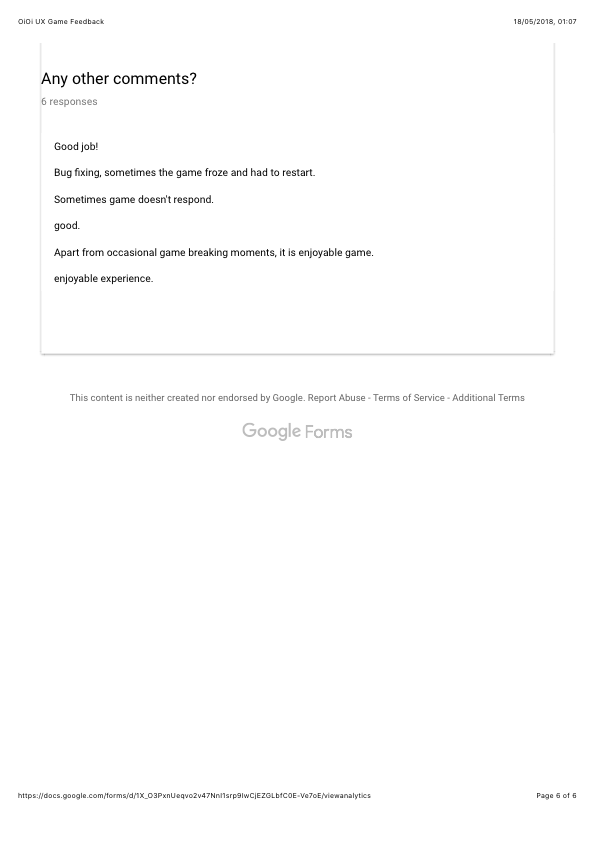 OiOi UX Game Feedback 18/05/2018, 01:07
Any other comments?
6 responses
Good job!
Bug fixing, sometimes the game froze and had to restart.
Sometimes game doesn't respond.
good.
Apart from occasional game breaking moments, it is enjoyable game.
enjoyable experience.
This content is neither created nor endorsed by Google. Report Abuse - Terms of Service - Additional Terms
Google Forms
https://docs.google.com/forms/d/1X_O3PxnUeqvo2v47NnI1srp9IwCjEZGLbfC0E-Ve7oE/viewanalytics Page 6 of 6